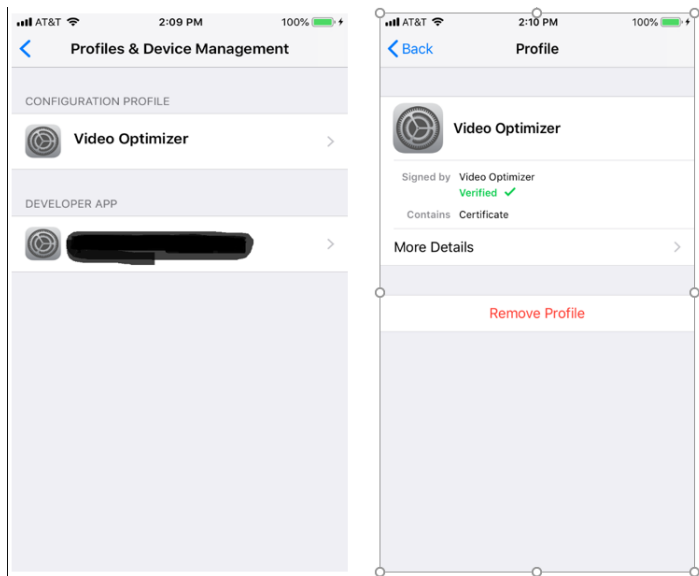 AT&T 2:09 PM 100%
Profiles & Device Management
CONFIGURATION PROFILE
Video Optimizer
DEVELOPER APP
AT&T 2:10 PM 100%
Back Profile
Video Optimizer
Signed by Video Optimizer
Verified
Contains Certificate
More Details
Remove Profile